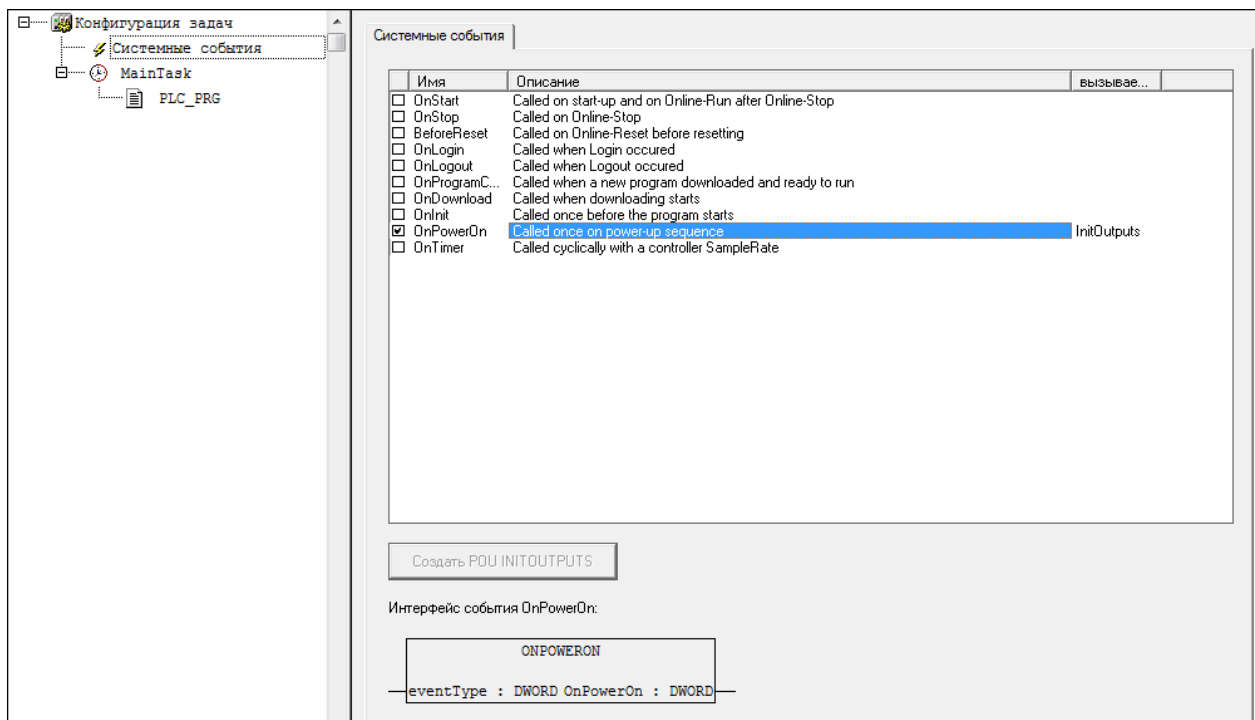 Конфигурация задач
Системные события
MainTask
PLC_PRG
Системные события
Имя Описание вызывае...
OnStart Called on start-up and on Online-Run after Online-Stop
OnStop Called on Online-Stop
BeforeReset Called on Online-Reset before resetting
OnLogin Called when Login occured
OnLogout Called when Logout occured
OnProgramC... Called when a new program downloaded and ready to run
OnDownload Called when downloading starts
OnInit Called once before the program starts
OnPowerOn Called once on power-up sequence InitOutputs
OnTimer Called cyclically with a controller SampleRate
Создать POU INITOUTPUTS
Интерфейс события OnPowerOn:
ONPOWERON
eventType : DWORD OnPowerOn : DWORD